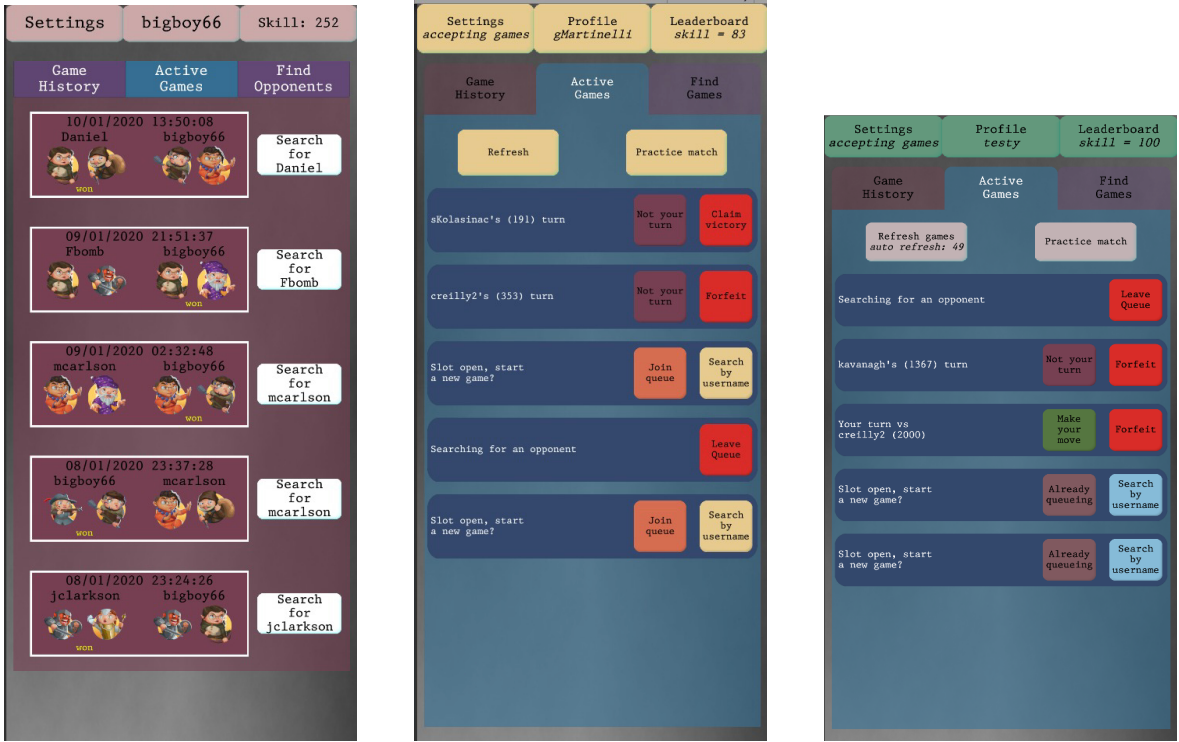 Settings
bigboy66
Skill: 252
Game
History
Active
Games
Find
Opponents
10/01/2020 13:50:08
Daniel
bigboy66
won
Search
for
Daniel
09/01/2020 21:51:37
Fbomb
bigboy66
won
Search
for
Fbomb
09/01/2020 02:32:48
mcarlson
bigboy66
won
Search
for
mcarlson
08/01/2020 23:37:28
bigboy66
mcarlson
won
Search
for
mcarlson
08/01/2020 23:24:26
jclarkson
bigboy66
won
Search
for
jclarkson
Settings
accepting games
Profile
gMartinelli
Leaderboard
skill = 83
Game
History
Active
Games
Find
Games
Refresh
Practice match
sKolasinac's (191) turn
Not your
turn
Claim
victory
creilly2's (353) turn
Not your
turn
Forfeit
Slot open, start
a new game?
Join
queue
Search
by
username
Searching for an opponent
Leave
Queue
Slot open, start
a new game?
Join
queue
Search
by
username
Settings
accepting games
Profile
testy
Leaderboard
skill = 100
Game
History
Active
Games
Find
Games
Refresh games
auto refresh: 49
Practice match
Searching for an opponent
Leave
Queue
kavanagh's (1367) turn
Not your
turn
Forfeit
Your turn vs
creilly2 (2000)
Make
your
move
Forfeit
Slot open, start
a new game?
Already
queueing
Search
by
username
Slot open, start
a new game?
Already
queueing
Search
by
username